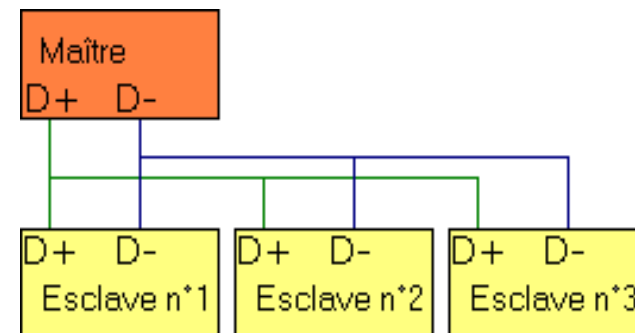 Maître
D+ D-
D+ D- D+ D- D+ D-
Esclave n°1 Esclave n°2 Esclave n°3